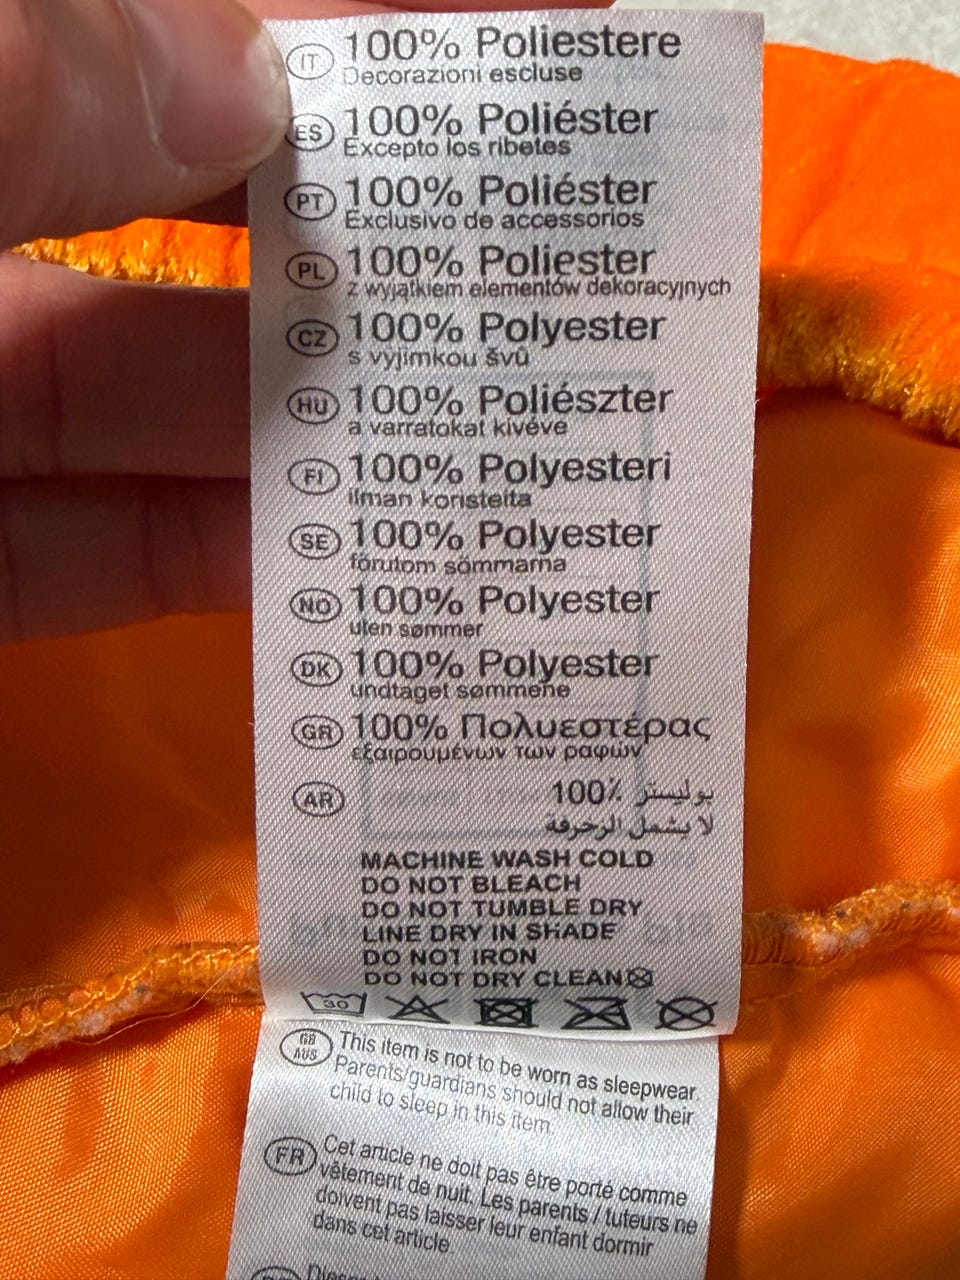 IT 100% Poliestere
Decorazioni escluse
ES 100% Poliéster
Excepto los ribetes
PT 100% Poliéster
Exclusivo de accessorios
PL 100% Poliester
z wyjątkiem elementów dekoracyjnych
CZ 100% Polyester
s vyjimkou švů
HU 100% Poliészter
a varratokat kivéve
FI 100% Polyesteri
ilman koristeita
SE 100% Polyester
förutom sömmarna
NO 100% Polyester
uten sømmer
DK 100% Polyester
undtaget sømmene
GR 100% Πολυεστέρας
εξαιρουμένων των ραφών
AR بوليستر 100٪
لا يشمل الزخرفة
MACHINE WASH COLD
DO NOT BLEACH
DO NOT TUMBLE DRY
LINE DRY IN SHADE
DO NOT IRON
DO NOT DRY CLEAN
30
GB AUS This item is not to be worn as sleepwear.
Parents/guardians should not allow their
child to sleep in this item.
FR Cet article ne doit pas être porté comme
vêtement de nuit. Les parents / tuteurs ne
doivent pas laisser leur enfant dormir
dans cet article.